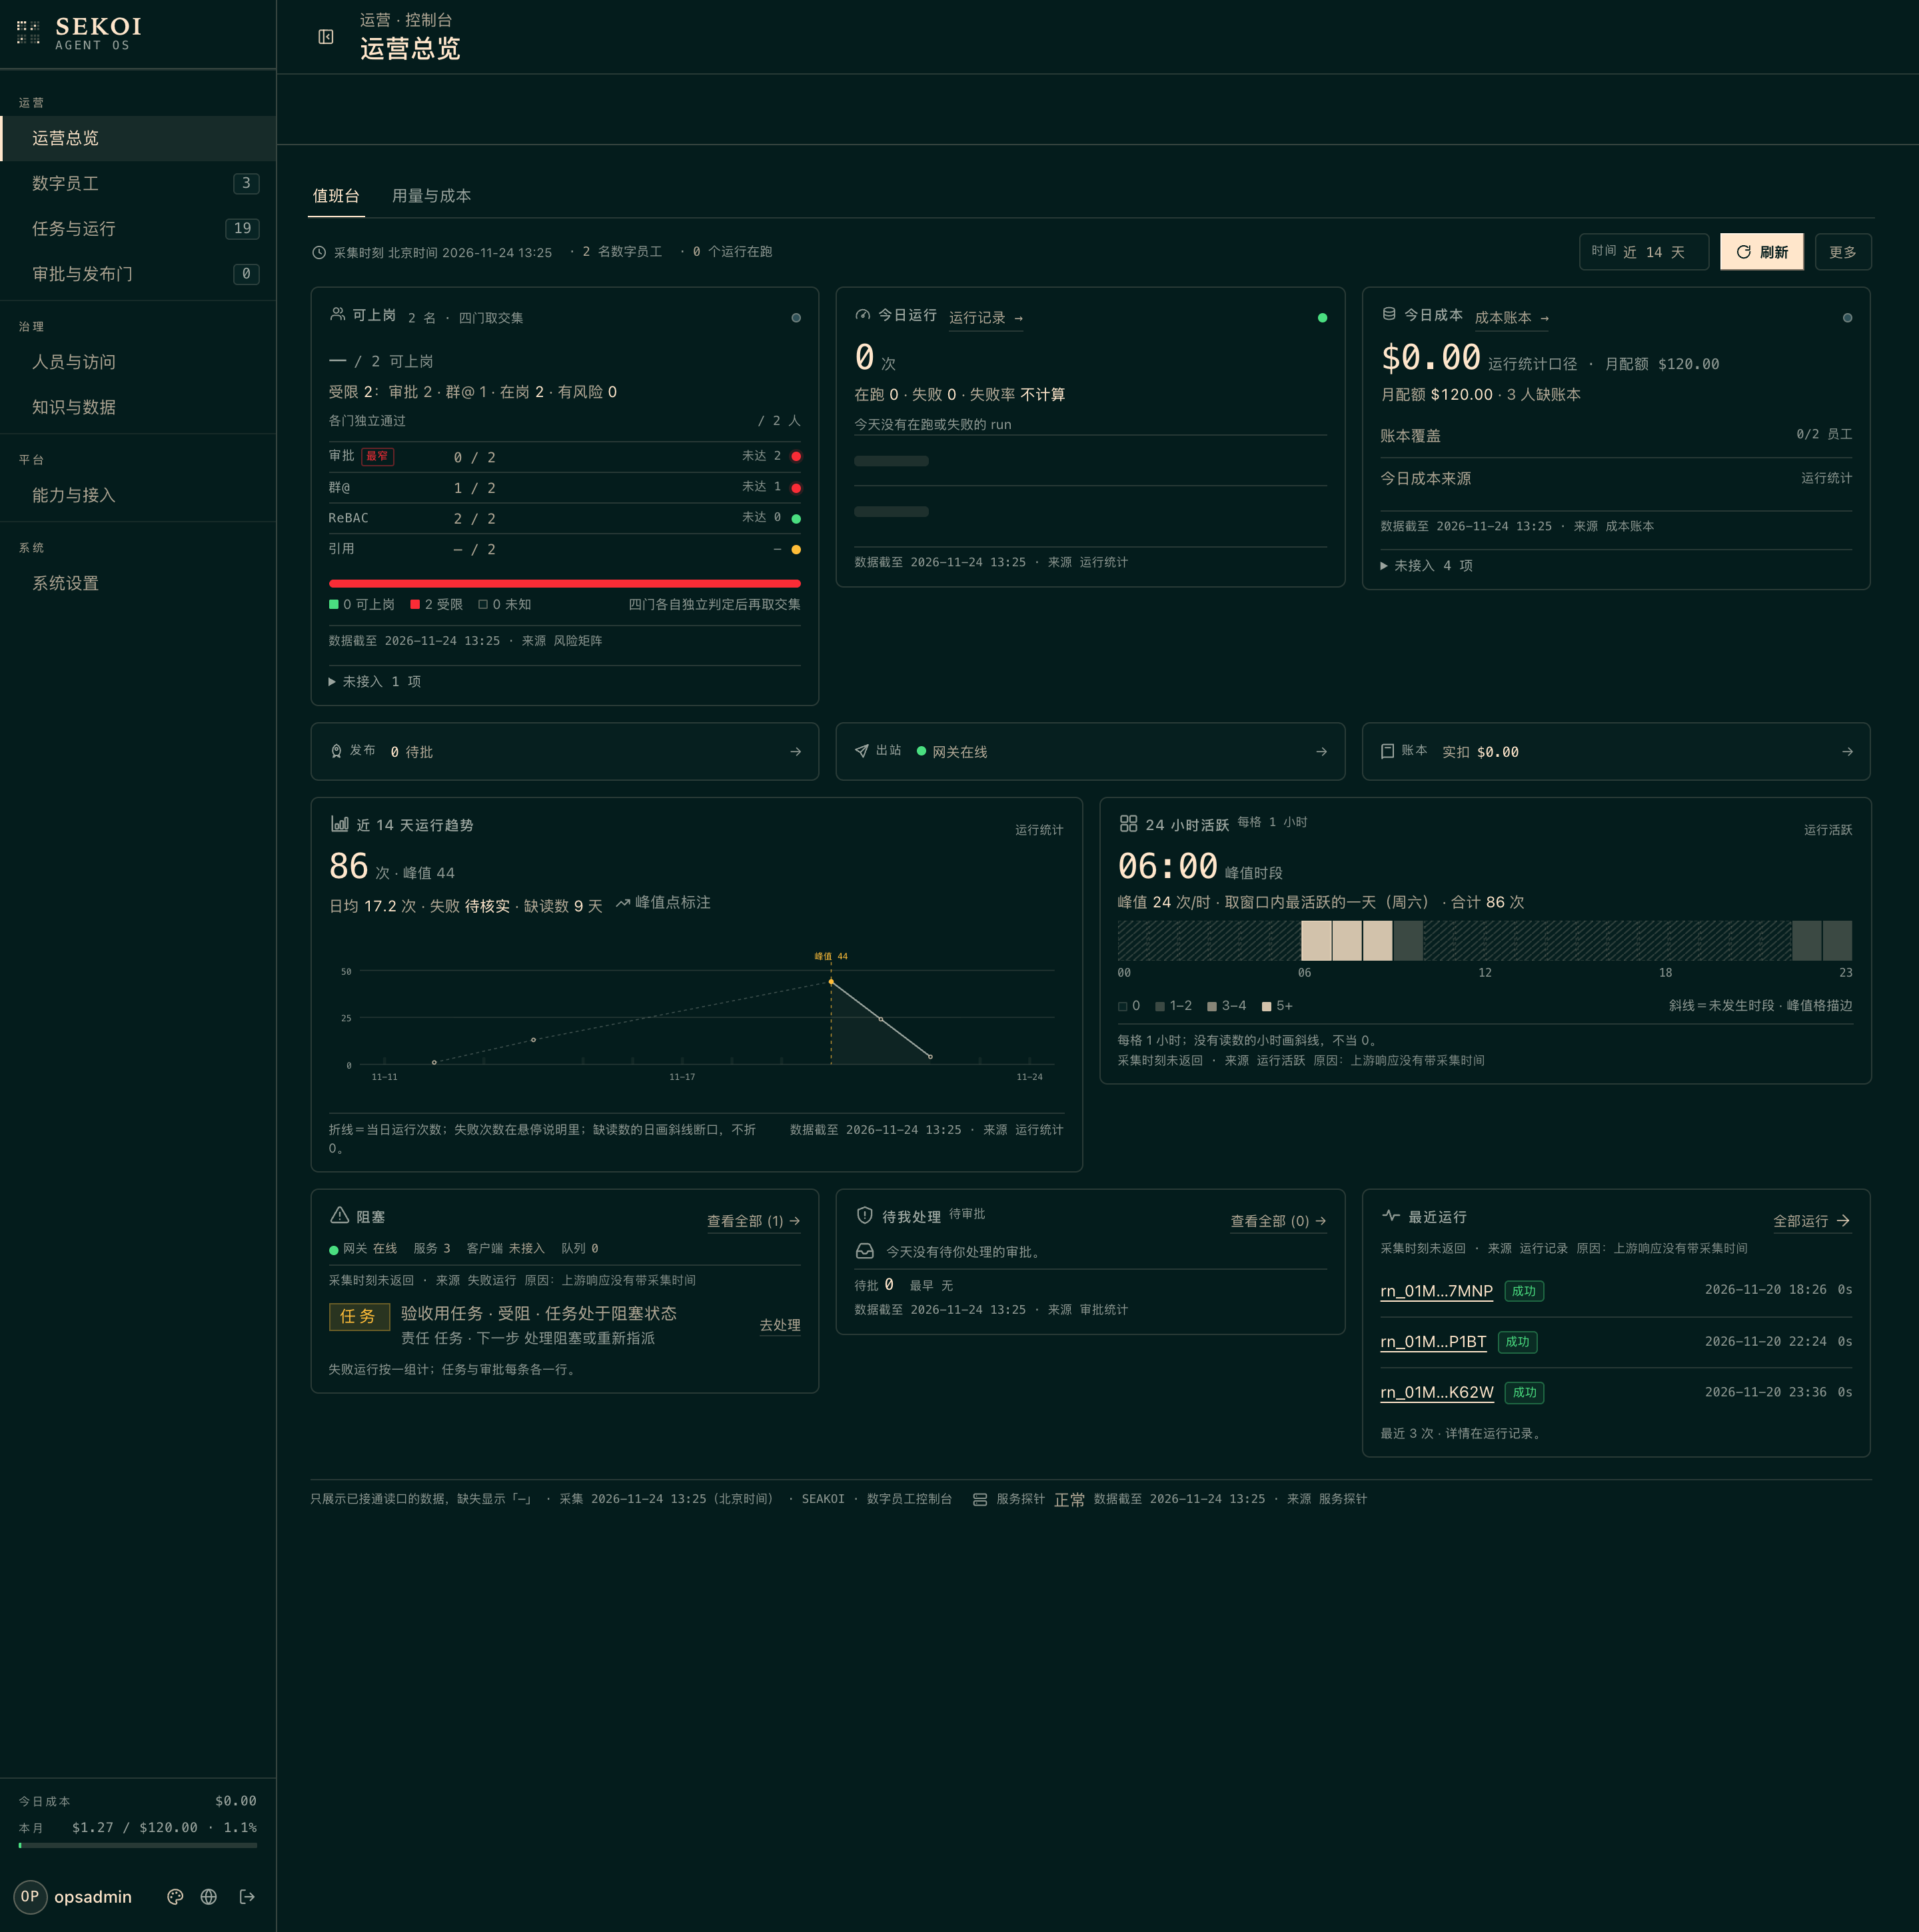 SEKOI
AGENT OS
运营
运营总览
数字员工 3
任务与运行 19
审批与发布门 0
治理
人员与访问
知识与数据
平台
能力与接入
系统
系统设置
今日成本 $0.00
本月 $1.27 / $120.00 · 1.1%
OP opsadmin
运营 · 控制台
运营总览
值班台 用量与成本
采集时刻 北京时间 2026-11-24 13:25 · 2 名数字员工 · 0 个运行在跑
时间 近 14 天 刷新 更多
可上岗 2 名 · 四门取交集
— / 2 可上岗
受限 2: 审批 2 · 群@ 1 · 在岗 2 · 有风险 0
各门独立通过 / 2 人
审批 最窄 0 / 2 未达 2
群@ 1 / 2 未达 1
ReBAC 2 / 2 未达 0
引用 — / 2 —
0 可上岗 2 受限 0 未知 四门各自独立判定后再取交集
数据截至 2026-11-24 13:25 · 来源 风险矩阵
▶ 未接入 1 项
今日运行 运行记录 →
0 次
在跑 0 · 失败 0 · 失败率 不计算
今天没有在跑或失败的 run
数据截至 2026-11-24 13:25 · 来源 运行统计
今日成本 成本账本 →
$0.00 运行统计口径 · 月配额 $120.00
月配额 $120.00 · 3 人缺账本
账本覆盖 0/2 员工
今日成本来源 运行统计
数据截至 2026-11-24 13:25 · 来源 成本账本
▶ 未接入 4 项
发布 0 待批 →
出站 网关在线 →
账本 实扣 $0.00 →
近 14 天运行趋势 运行统计
86 次 · 峰值 44
日均 17.2 次 · 失败 待核实 · 缺读数 9 天 峰值点标注
峰值 44
50
25
0
11-11 11-17 11-24
折线＝当日运行次数；失败次数在悬停说明里；缺读数的日画斜线断口，不折
0。
数据截至 2026-11-24 13:25 · 来源 运行统计
24 小时活跃 每格 1 小时 运行活跃
06:00 峰值时段
峰值 24 次/时 · 取窗口内最活跃的一天（周六） · 合计 86 次
00 06 12 18 23
0 1–2 3–4 5+ 斜线＝未发生时段 · 峰值格描边
每格 1 小时；没有读数的小时画斜线，不当 0。
采集时刻未返回 · 来源 运行活跃 原因：上游响应没有带采集时间
阻塞 查看全部 (1) →
网关 在线 服务 3 客户端 未接入 队列 0
采集时刻未返回 · 来源 失败运行 原因：上游响应没有带采集时间
任务 验收用任务 · 受阻 · 任务处于阻塞状态
责任 任务 · 下一步 处理阻塞或重新指派
去处理
失败运行按一组计；任务与审批每条各一行。
待我处理 待审批 查看全部 (0) →
今天没有待你处理的审批。
待批 0 最早 无
数据截至 2026-11-24 13:25 · 来源 审批统计
最近运行 全部运行 →
采集时刻未返回 · 来源 运行记录 原因：上游响应没有带采集时间
rn_01M…7MNP 成功 2026-11-20 18:26 0s
rn_01M…P1BT 成功 2026-11-20 22:24 0s
rn_01M…K62W 成功 2026-11-20 23:36 0s
最近 3 次 · 详情在运行记录。
只展示已接通读口的数据，缺失显示「—」 · 采集 2026-11-24 13:25（北京时间） · SEAKOI · 数字员工控制台 服务探针 正常 数据截至 2026-11-24 13:25 · 来源 服务探针